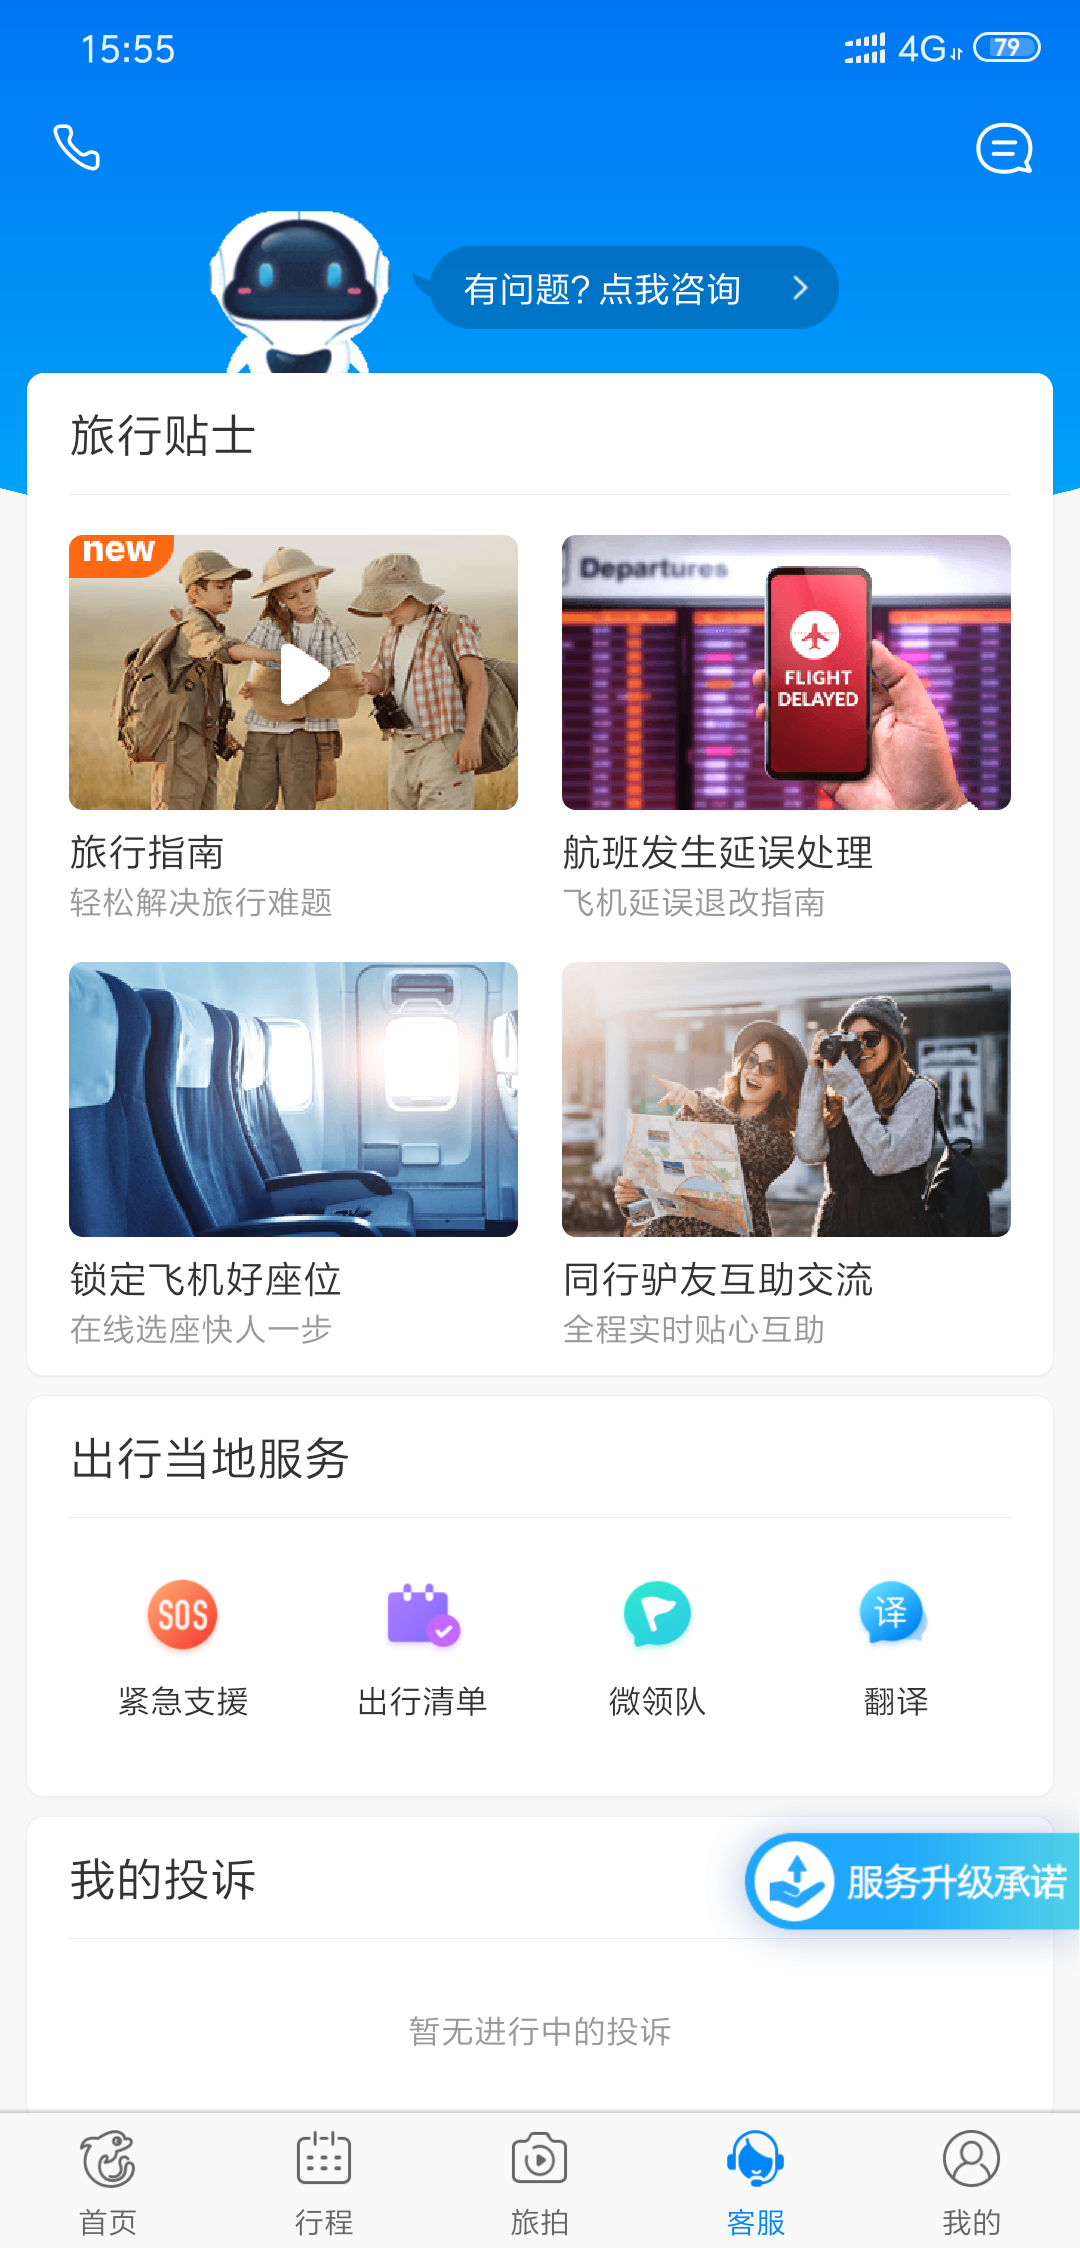 15:55
4G
79
有问题? 点我咨询
旅行贴士
new
Departures
FLIGHT
DELAYED
旅行指南
航班发生延误处理
轻松解决旅行难题
飞机延误退改指南
锁定飞机好座位
同行驴友互助交流
在线选座快人一步
全程实时贴心互助
出行当地服务
SOS
译
紧急支援
出行清单
微领队
翻译
我的投诉
服务升级承诺
暂无进行中的投诉
首页
行程
旅拍
客服
我的